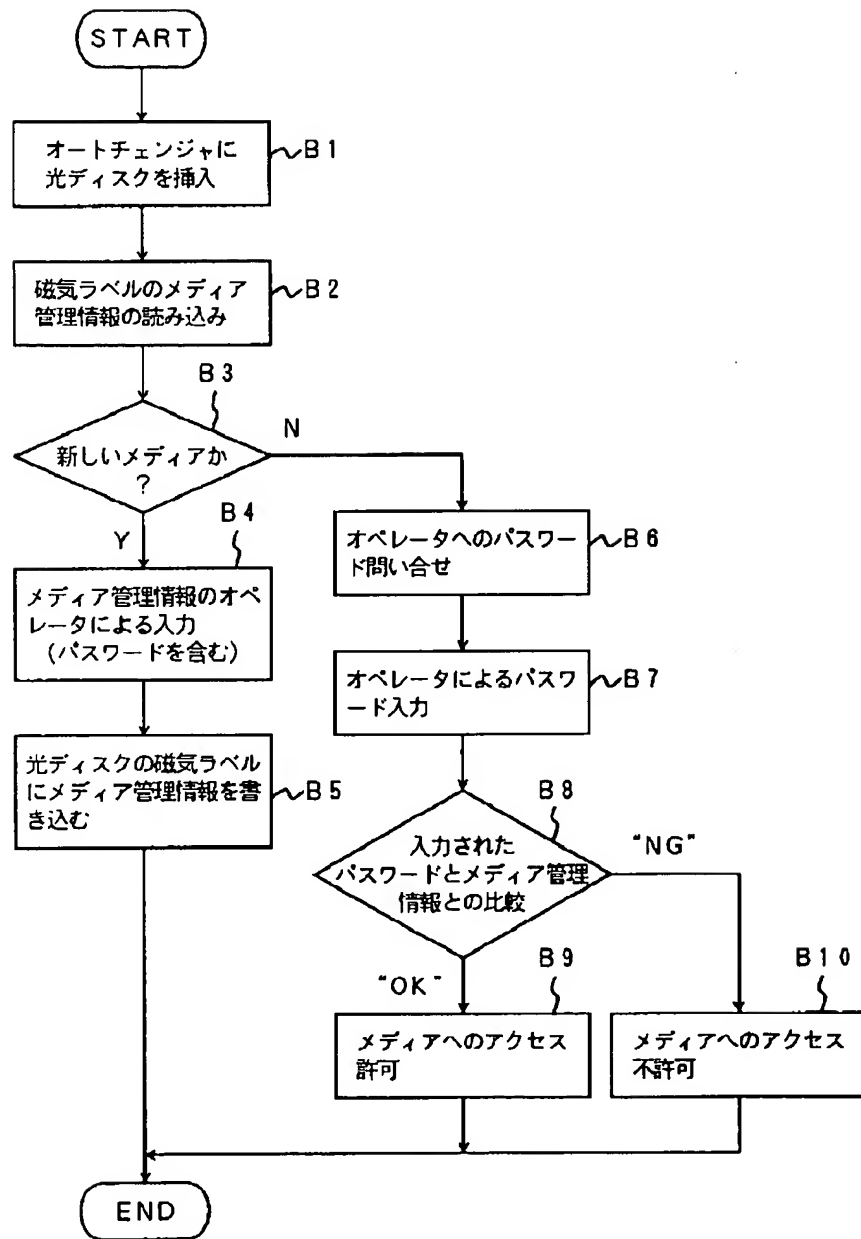 START
オートチェンジャに
光ディスクを挿入
B1
磁気ラベルのメディア
管理情報の読み込み
B2
B3
新しいメディアか
?
N
Y
B4
メディア管理情報のオペ
レータによる入力
(パスワードを含む)
光ディスクの磁気ラベル
にメディア管理情報を書
き込む
B5
オペレータへのパスワー
ド問い合せ
B6
オペレータによるパスワ
ード入力
B7
B8
入力された
パスワードとメディア管理
情報との比較
"NG"
"OK"
B9
メディアへのアクセス
許可
B10
メディアへのアクセス
不許可
END